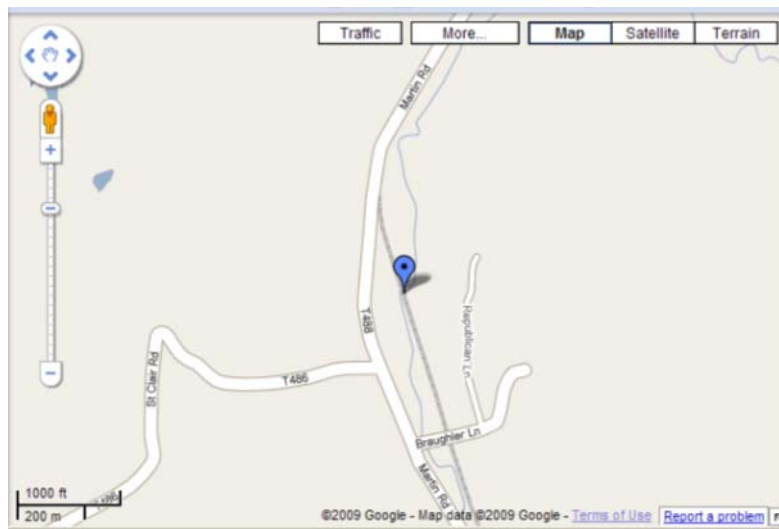 Traffic
More...
Map
Satellite
Terrain
Martin Rd
T488
Republican Ln
St Clair Rd
T486
Braughler Ln
Martin Rd
1000 ft
200 m
©2009 Google - Map data ©2009 Google - Terms of Use
Report a problem